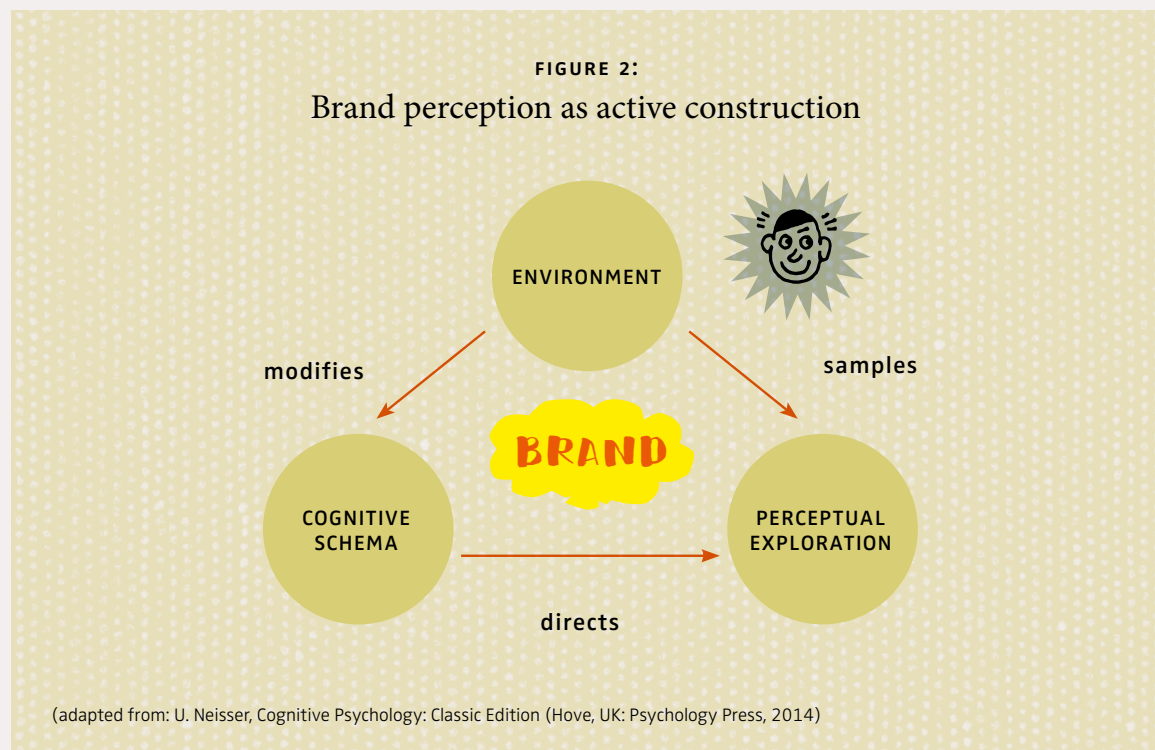 FIGURE 2:
Brand perception as active construction
ENVIRONMENT
modifies
samples
BRAND
COGNITIVE
SCHEMA
PERCEPTUAL
EXPLORATION
directs
(adapted from: U. Neisser, Cognitive Psychology: Classic Edition (Hove, UK: Psychology Press, 2014)